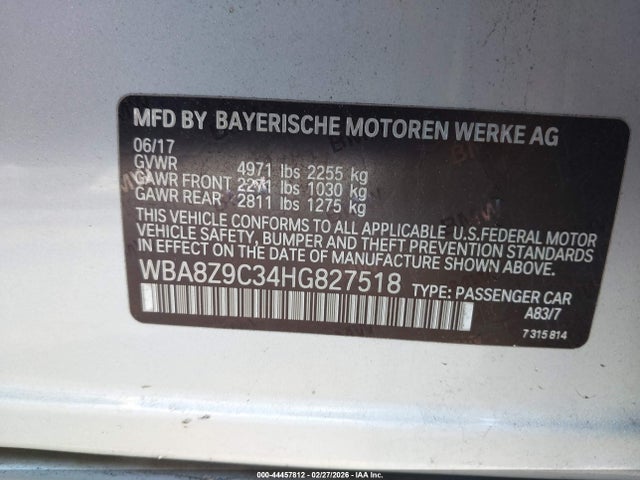 MFD BY BAYERISCHE MOTOREN WERKE AG
06/17
GVWR 4971 lbs 2255 kg
GAWR FRONT 2271 lbs 1030 kg
GAWR REAR 2811 lbs 1275 kg
THIS VEHICLE CONFORMS TO ALL APPLICABLE U.S.FEDERAL MOTOR
VEHICLE SAFETY, BUMPER AND THEFT PREVENTION STANDARDS
IN EFFECT ON THE DATE OF MANUFACTURE SHOWN ABOVE.
WBA8Z9C34HG827518 TYPE: PASSENGER CAR
A83/7
7 315 814
000-44457812 - 02/27/2026 - IAA Inc.